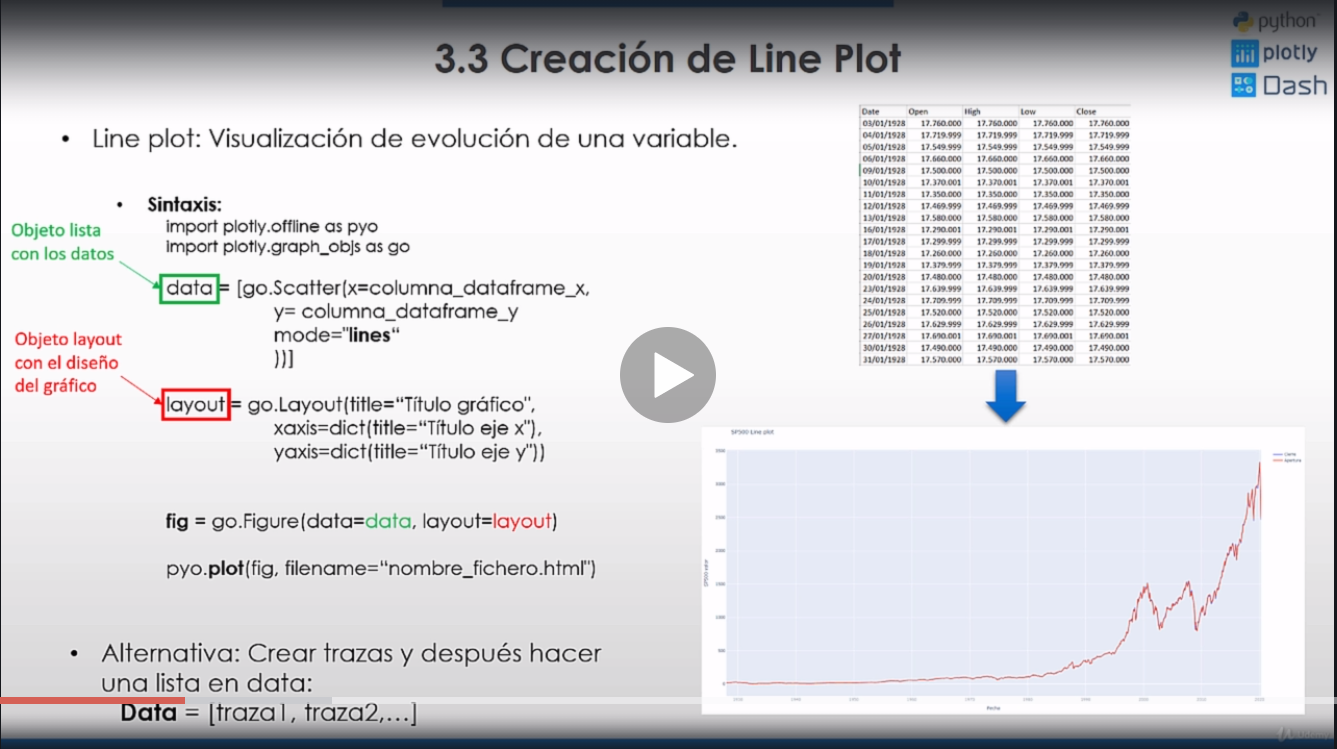 python
plotly
Dash
3.3 Creación de Line Plot
• Line plot: Visualización de evolución de una variable.
• Sintaxis:
import plotly.offline as pyo
import plotly.graph_objs as go
Objeto lista
con los datos
data = [go.Scatter(x=columna_dataframe_x,
y= columna_dataframe_y
mode="lines“
))]
Objeto layout
con el diseño
del gráfico
layout = go.Layout(title=“Título gráfico",
xaxis=dict(title=“Título eje x"),
yaxis=dict(title=“Título eje y"))
fig = go.Figure(data=data, layout=layout)
pyo.plot(fig, filename=“nombre_fichero.html")
• Alternativa: Crear trazas y después hacer
una lista en data:
Data = [traza1, traza2,...]
Date Open High Low Close
03/01/1928 17.760.000 17.760.000 17.760.000 17.760.000
04/01/1928 17.719.999 17.719.999 17.719.999 17.719.999
05/01/1928 17.549.999 17.549.999 17.549.999 17.549.999
06/01/1928 17.660.000 17.660.000 17.660.000 17.660.000
09/01/1928 17.500.000 17.500.000 17.500.000 17.500.000
10/01/1928 17.370.001 17.370.001 17.370.001 17.370.001
11/01/1928 17.350.000 17.350.000 17.350.000 17.350.000
12/01/1928 17.469.999 17.469.999 17.469.999 17.469.999
13/01/1928 17.580.000 17.580.000 17.580.000 17.580.000
16/01/1928 17.290.001 17.290.001 17.290.001 17.290.001
17/01/1928 17.299.999 17.299.999 17.299.999 17.299.999
18/01/1928 17.260.000 17.260.000 17.260.000 17.260.000
19/01/1928 17.379.999 17.379.999 17.379.999 17.379.999
20/01/1928 17.480.000 17.480.000 17.480.000 17.480.000
23/01/1928 17.639.999 17.639.999 17.639.999 17.639.999
24/01/1928 17.709.999 17.709.999 17.709.999 17.709.999
25/01/1928 17.520.000 17.520.000 17.520.000 17.520.000
26/01/1928 17.629.999 17.629.999 17.629.999 17.629.999
27/01/1928 17.690.001 17.690.001 17.690.001 17.690.001
30/01/1928 17.490.000 17.490.000 17.490.000 17.490.000
31/01/1928 17.570.000 17.570.000 17.570.000 17.570.000
SP500 Line plot
Cierre
Apertura
3500
3000
2500
2000
1500
1000
500
0
SP500 valor
Fecha